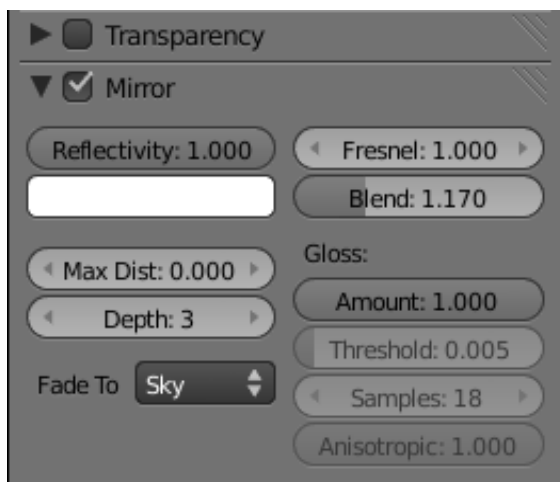 Transparency
Mirror
Reflectivity: 1.000
Fresnel: 1.000
Blend: 1.170
Max Dist: 0.000
Depth: 3
Fade To Sky
Gloss:
Amount: 1.000
Threshold: 0.005
Samples: 18
Anisotropic: 1.000